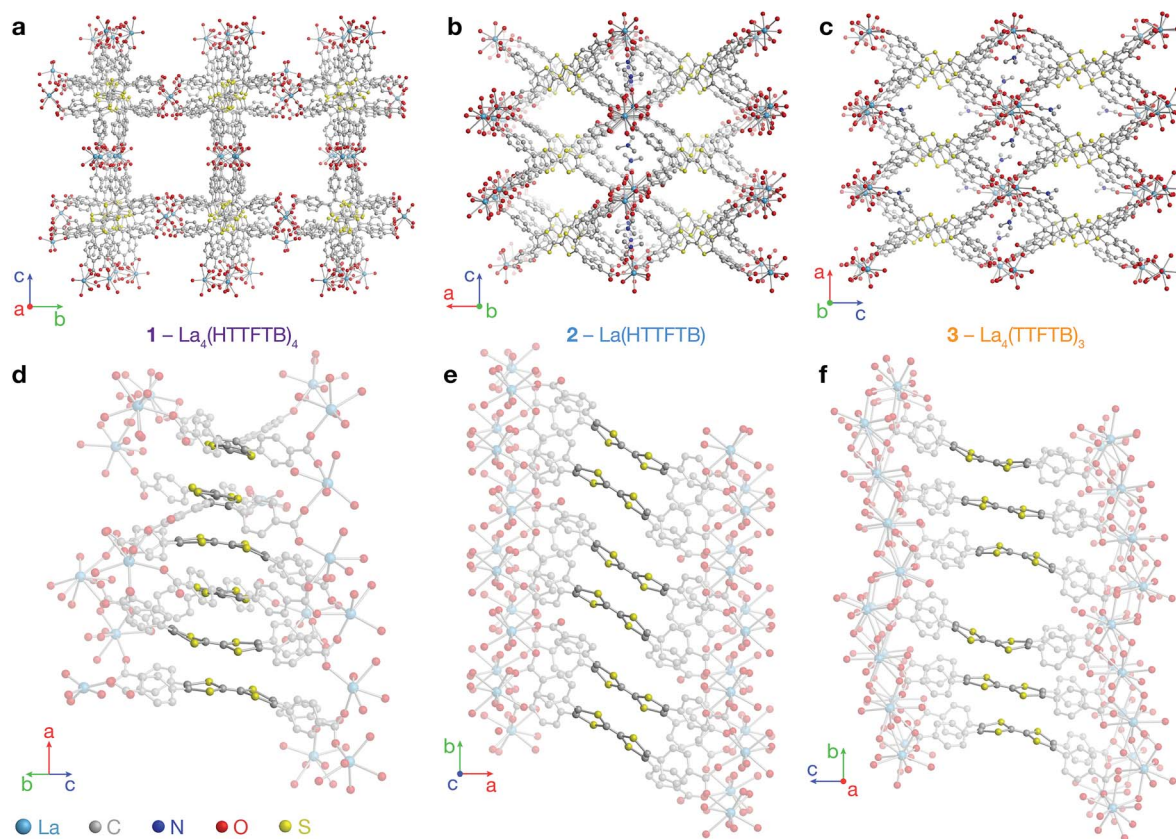 a
b
c
c
a
b
a
c
b
a
b
c
1 – La₄(HTTFTB)₄
2 – La(HTTFTB)
3 – La₄(TTFTB)₃
d
e
f
a
b
c
b
c
a
b
c
a
La
C
N
O
S